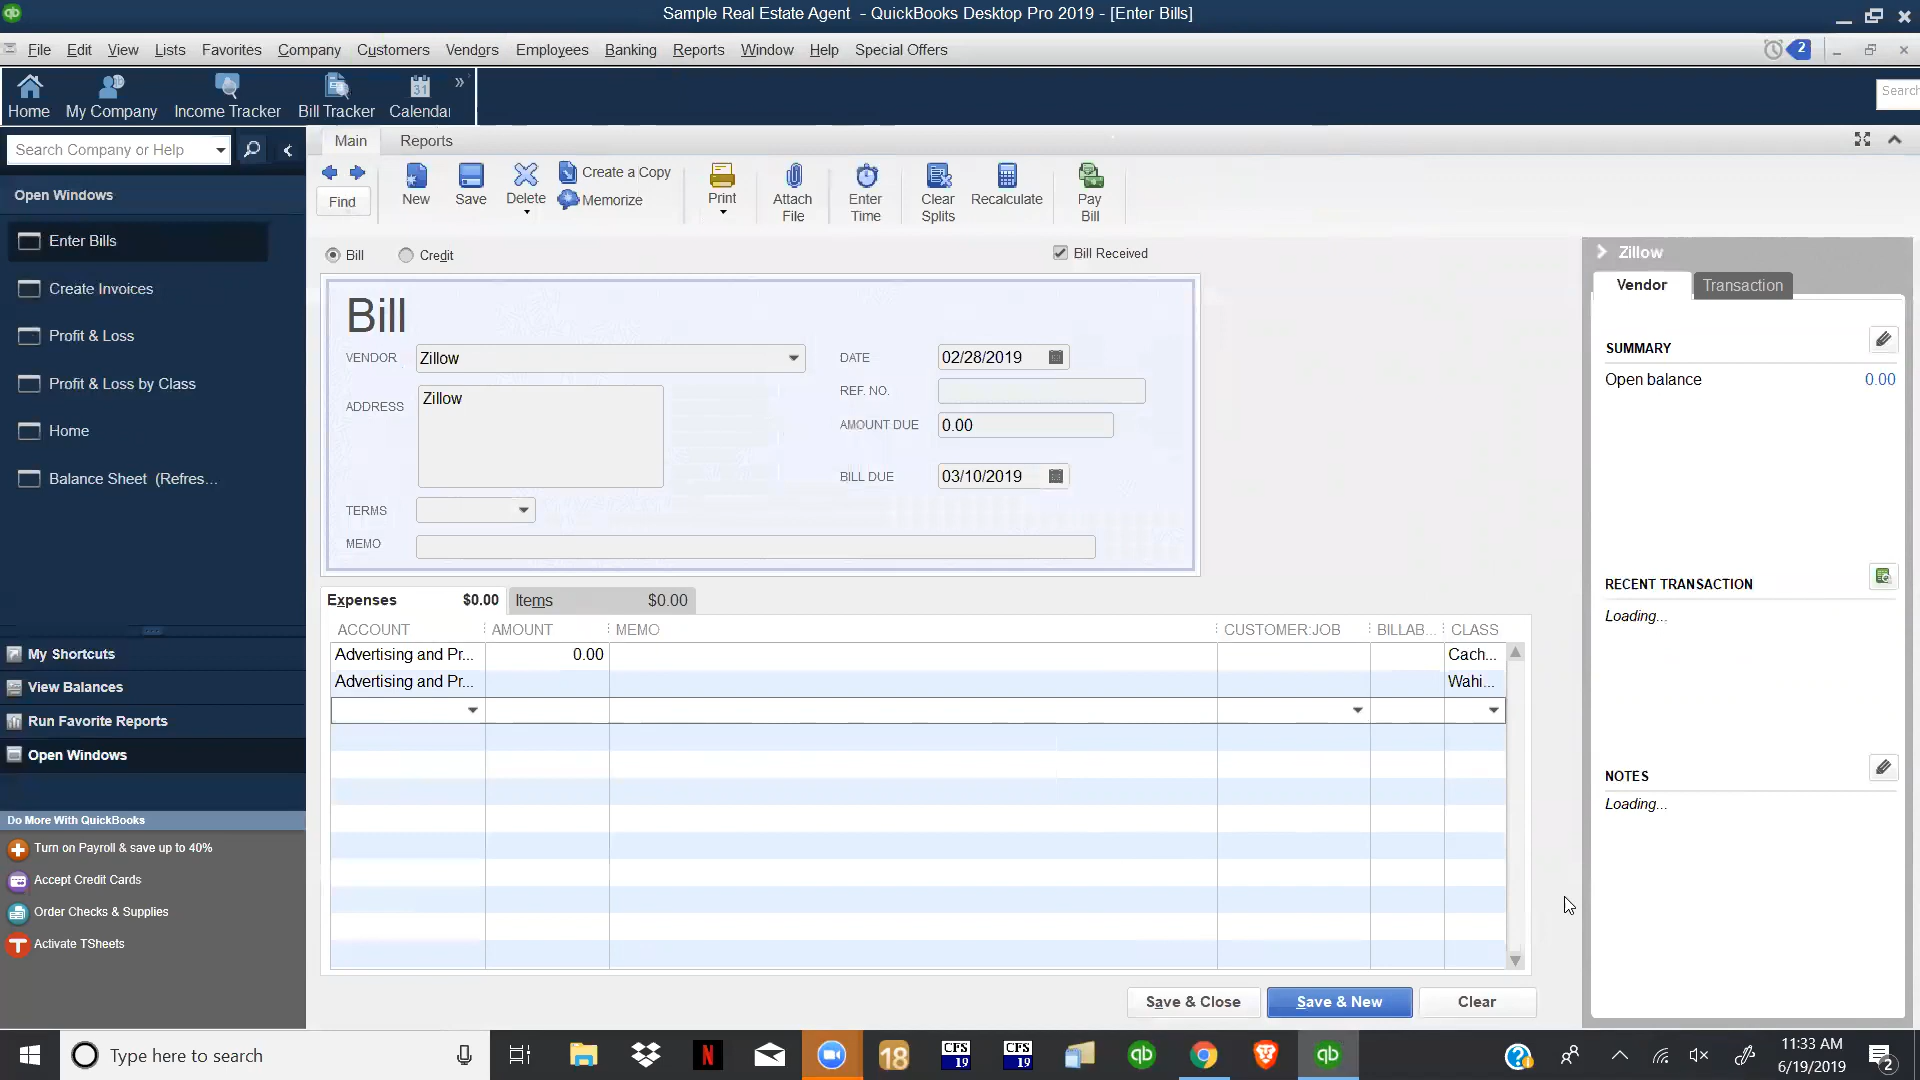 Sample Real Estate Agent - QuickBooks Desktop Pro 2019 - [Enter Bills]
File Edit View Lists Favorites Company Customers Vendors Employees Banking Reports Window Help Special Offers
2
Home My Company Income Tracker Bill Tracker 31 Calendar » Search
Search Company or Help
Main Reports
Open Windows
Enter Bills
Create Invoices
Profit & Loss
Profit & Loss by Class
Home
Balance Sheet (Refres...
My Shortcuts
View Balances
Run Favorite Reports
Open Windows
Do More With QuickBooks
Turn on Payroll & save up to 40%
Accept Credit Cards
Order Checks & Supplies
Activate TSheets
Find
New
Save
Delete
Create a Copy
Memorize
Print
Attach
File
Enter
Time
Clear
Splits
Recalculate
Pay
Bill
Bill Credit Bill Received
Bill
VENDOR Zillow DATE 02/28/2019
ADDRESS Zillow REF. NO.
AMOUNT DUE 0.00
BILL DUE 03/10/2019
TERMS
MEMO
Expenses $0.00 Items $0.00
ACCOUNT AMOUNT MEMO CUSTOMER:JOB BILLAB... CLASS
Advertising and Pr... 0.00 Cach...
Advertising and Pr... Wahi...
Save & Close Save & New Clear
Zillow
Vendor Transaction
SUMMARY
Open balance 0.00
RECENT TRANSACTION
Loading...
NOTES
Loading...
Type here to search
N 18 CFS 19 CFS 19 qb qb
11:33 AM
6/19/2019
2